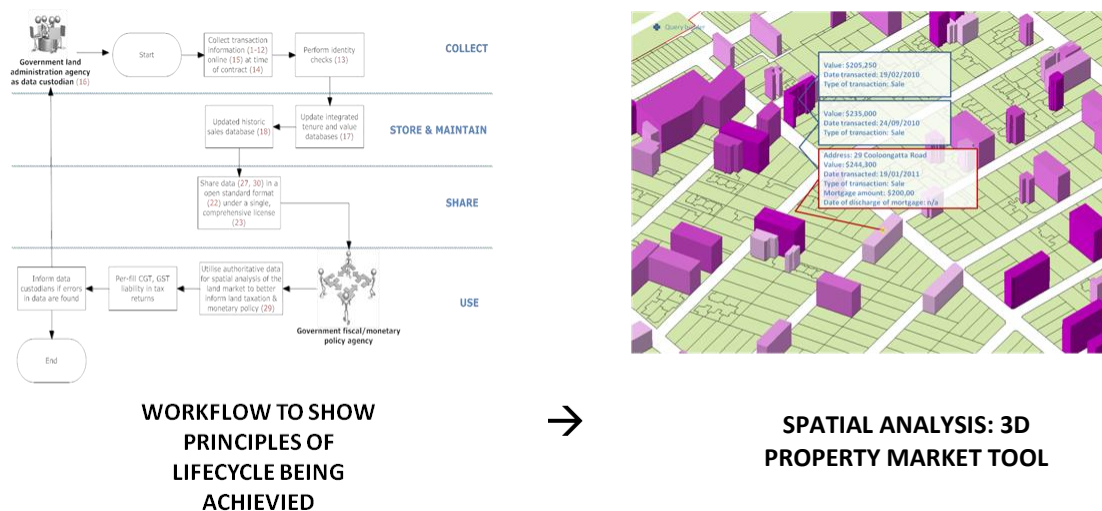 Government land
administration agency
as data custodian (16)
Start
Collect transaction
information (1-12)
online (15) at time
of contract (14)
Perform identity
checks (13)
COLLECT
Updated historic
sales database (18)
Update integrated
tenure and value
databases (17)
STORE & MAINTAIN
Share data (27, 30) in a
open standard format
(22) under a single,
comprehensive license
(23)
SHARE
Inform data
custodians if errors
in data are found
Per-fill CGT, GST
liability in tax
returns
Utilise authoritative data
for spatial analysis of the
land market to better
inform land taxation &
monetary policy (29)
Government fiscal/monetary
policy agency
USE
End
WORKFLOW TO SHOW
PRINCIPLES OF
LIFECYCLE BEING
ACHIEVIED
→
Value: $205,250
Date transacted: 19/02/2010
Type of transaction: Sale
Value: $235,000
Date transacted: 24/09/2010
Type of transaction: Sale
Address: 29 Cooloongatta Road
Value: $244,300
Date transacted: 19/01/2011
Type of transaction: Sale
Mortgage amount: $200,00
Date of discharge of mortgage: n/a
SPATIAL ANALYSIS: 3D
PROPERTY MARKET TOOL